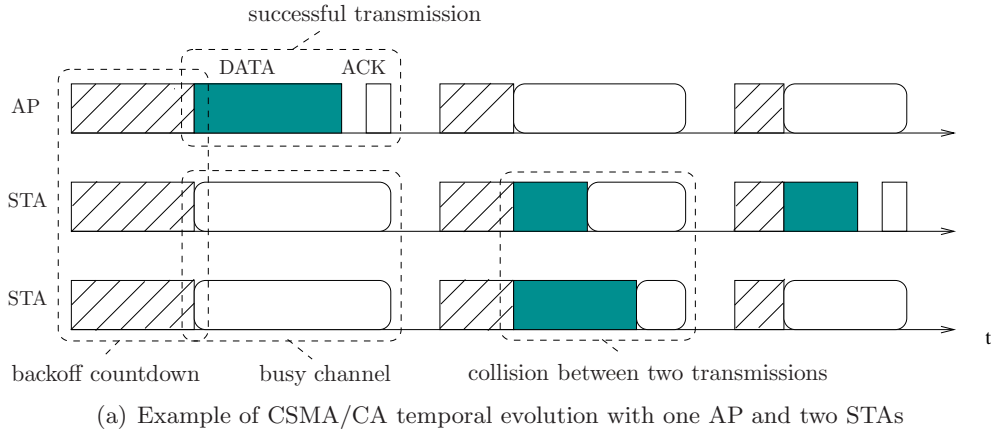 successful transmission
DATA ACK
AP
STA
STA
t
backoff countdown busy channel collision between two transmissions
(a) Example of CSMA/CA temporal evolution with one AP and two STAs